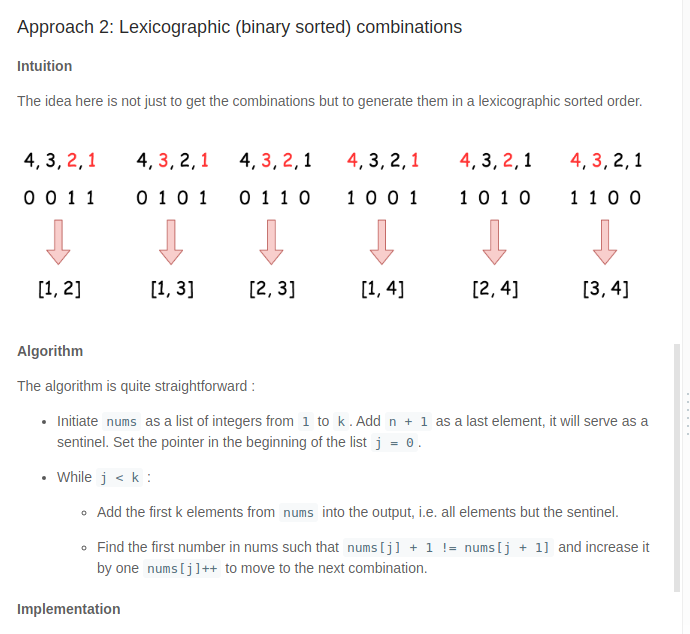 Approach 2: Lexicographic (binary sorted) combinations
Intuition
The idea here is not just to get the combinations but to generate them in a lexicographic sorted order.
4, 3, 2, 1 4, 3, 2, 1 4, 3, 2, 1 4, 3, 2, 1 4, 3, 2, 1 4, 3, 2, 1
0 0 1 1 0 1 0 1 0 1 1 0 1 0 0 1 1 0 1 0 1 1 0 0
[1, 2] [1, 3] [2, 3] [1, 4] [2, 4] [3, 4]
Algorithm
The algorithm is quite straightforward :
• Initiate nums as a list of integers from 1 to k . Add n + 1 as a last element, it will serve as a
sentinel. Set the pointer in the beginning of the list j = 0 .
• While j < k :
◦ Add the first k elements from nums into the output, i.e. all elements but the sentinel.
◦ Find the first number in nums such that nums[j] + 1 != nums[j + 1] and increase it
by one nums[j]++ to move to the next combination.
Implementation